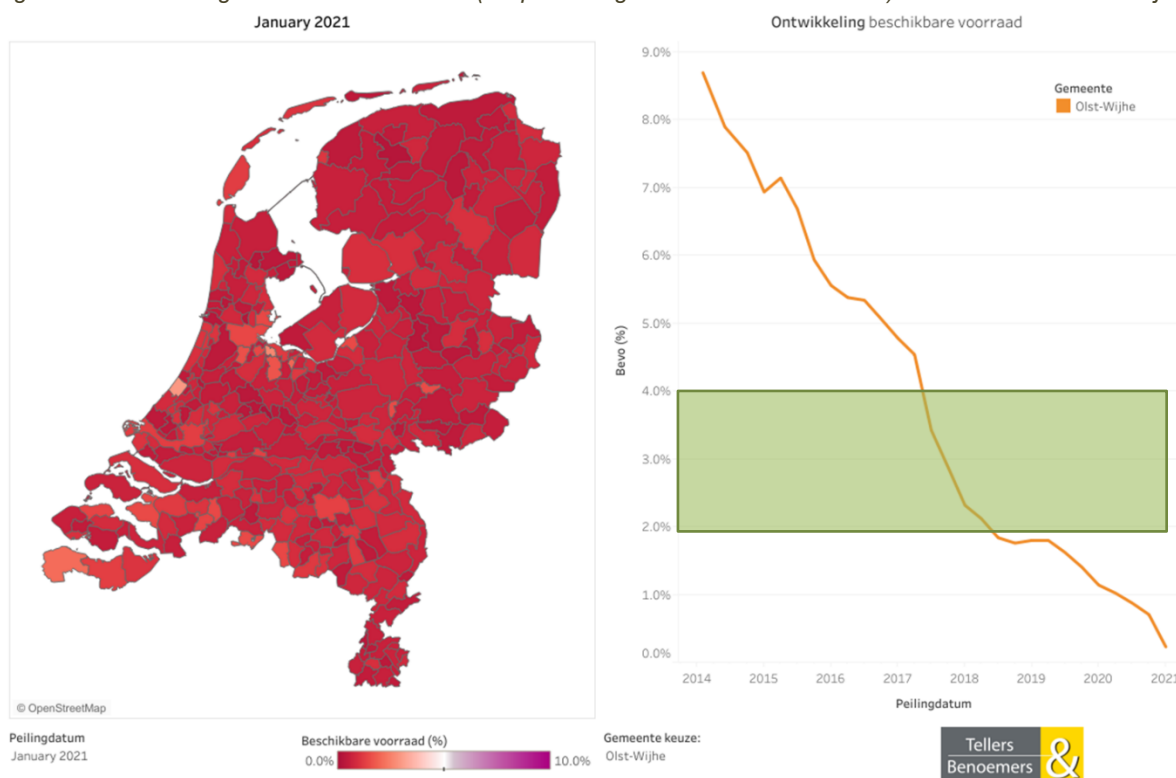 January 2021
© OpenStreetMap
Peilingdatum
January 2021
Beschikbare voorraad (%)
0.0%
10.0%
Ontwikkeling beschikbare voorraad
Gemeente
Olst-Wijhe
Bevo (%)
9.0%
8.0%
7.0%
6.0%
5.0%
4.0%
3.0%
2.0%
1.0%
0.0%
2014 2015 2016 2017 2018 2019 2020 2021
Peilingdatum
Gemeente keuze:
Olst-Wijhe
Tellers
Benoemers
&